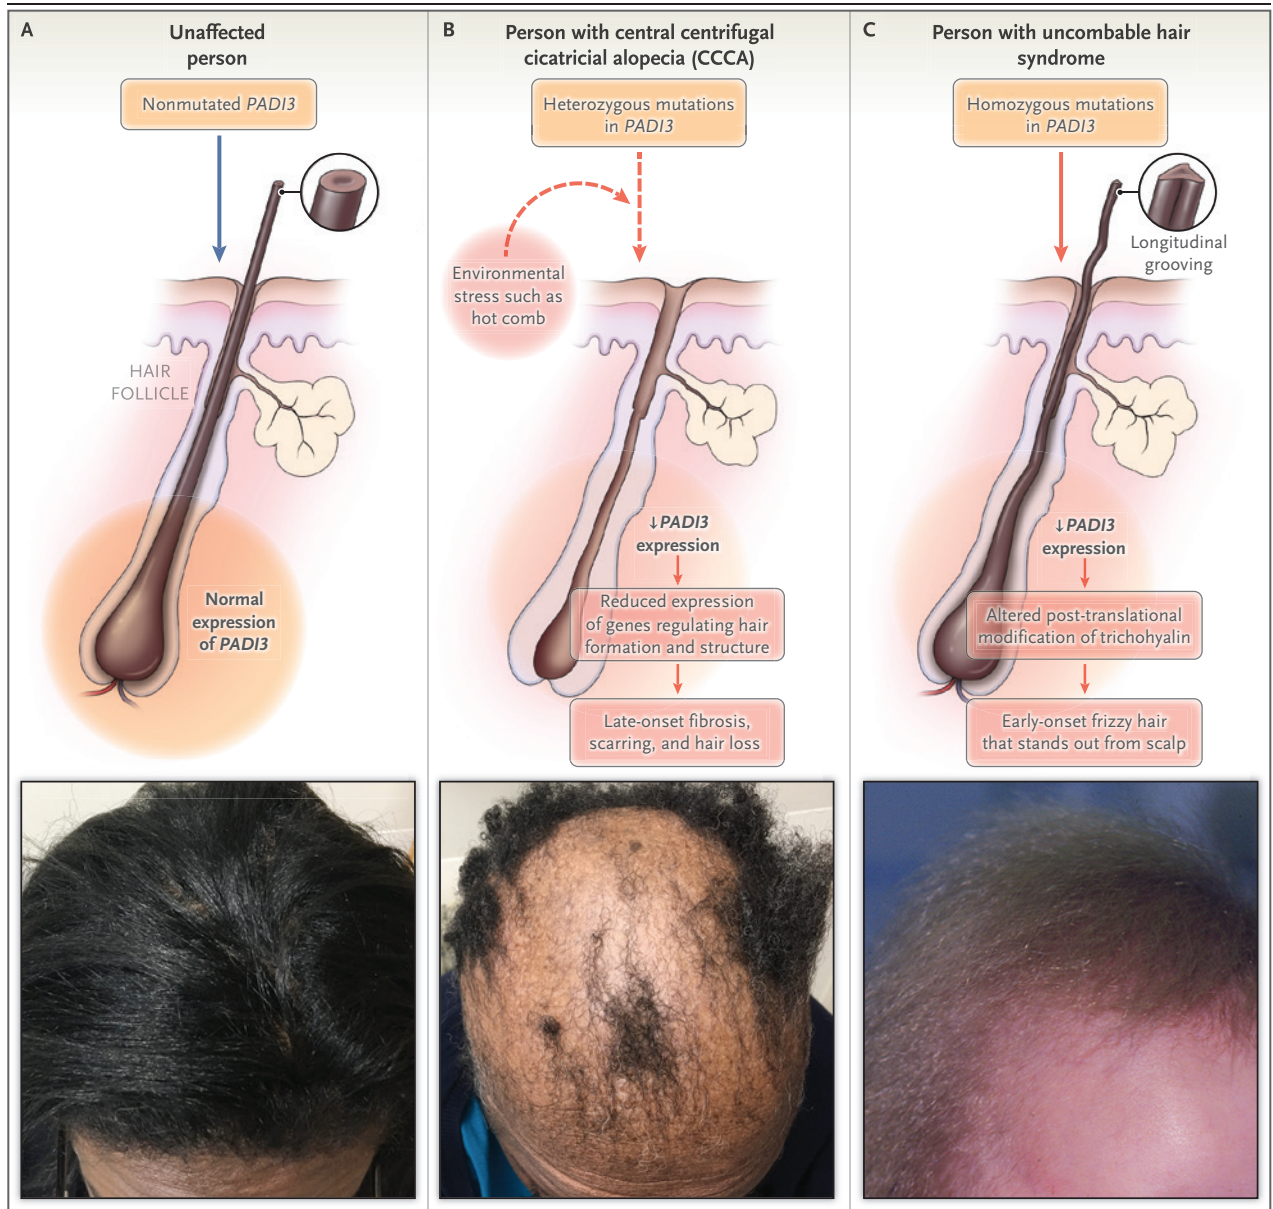 A
Unaffected
person
Nonmutated PADI3
HAIR
FOLLICLE
Normal
expression
of PADI3
B
Person with central centrifugal
cicatricial alopecia (CCCA)
Heterozygous mutations
in PADI3
Environmental
stress such as
hot comb
↓PADI3
expression
Reduced expression
of genes regulating hair
formation and structure
Late-onset fibrosis,
scarring, and hair loss
C
Person with uncombable hair
syndrome
Homozygous mutations
in PADI3
Longitudinal
grooving
↓PADI3
expression
Altered post-translational
modification of trichohyalin
Early-onset frizzy hair
that stands out from scalp